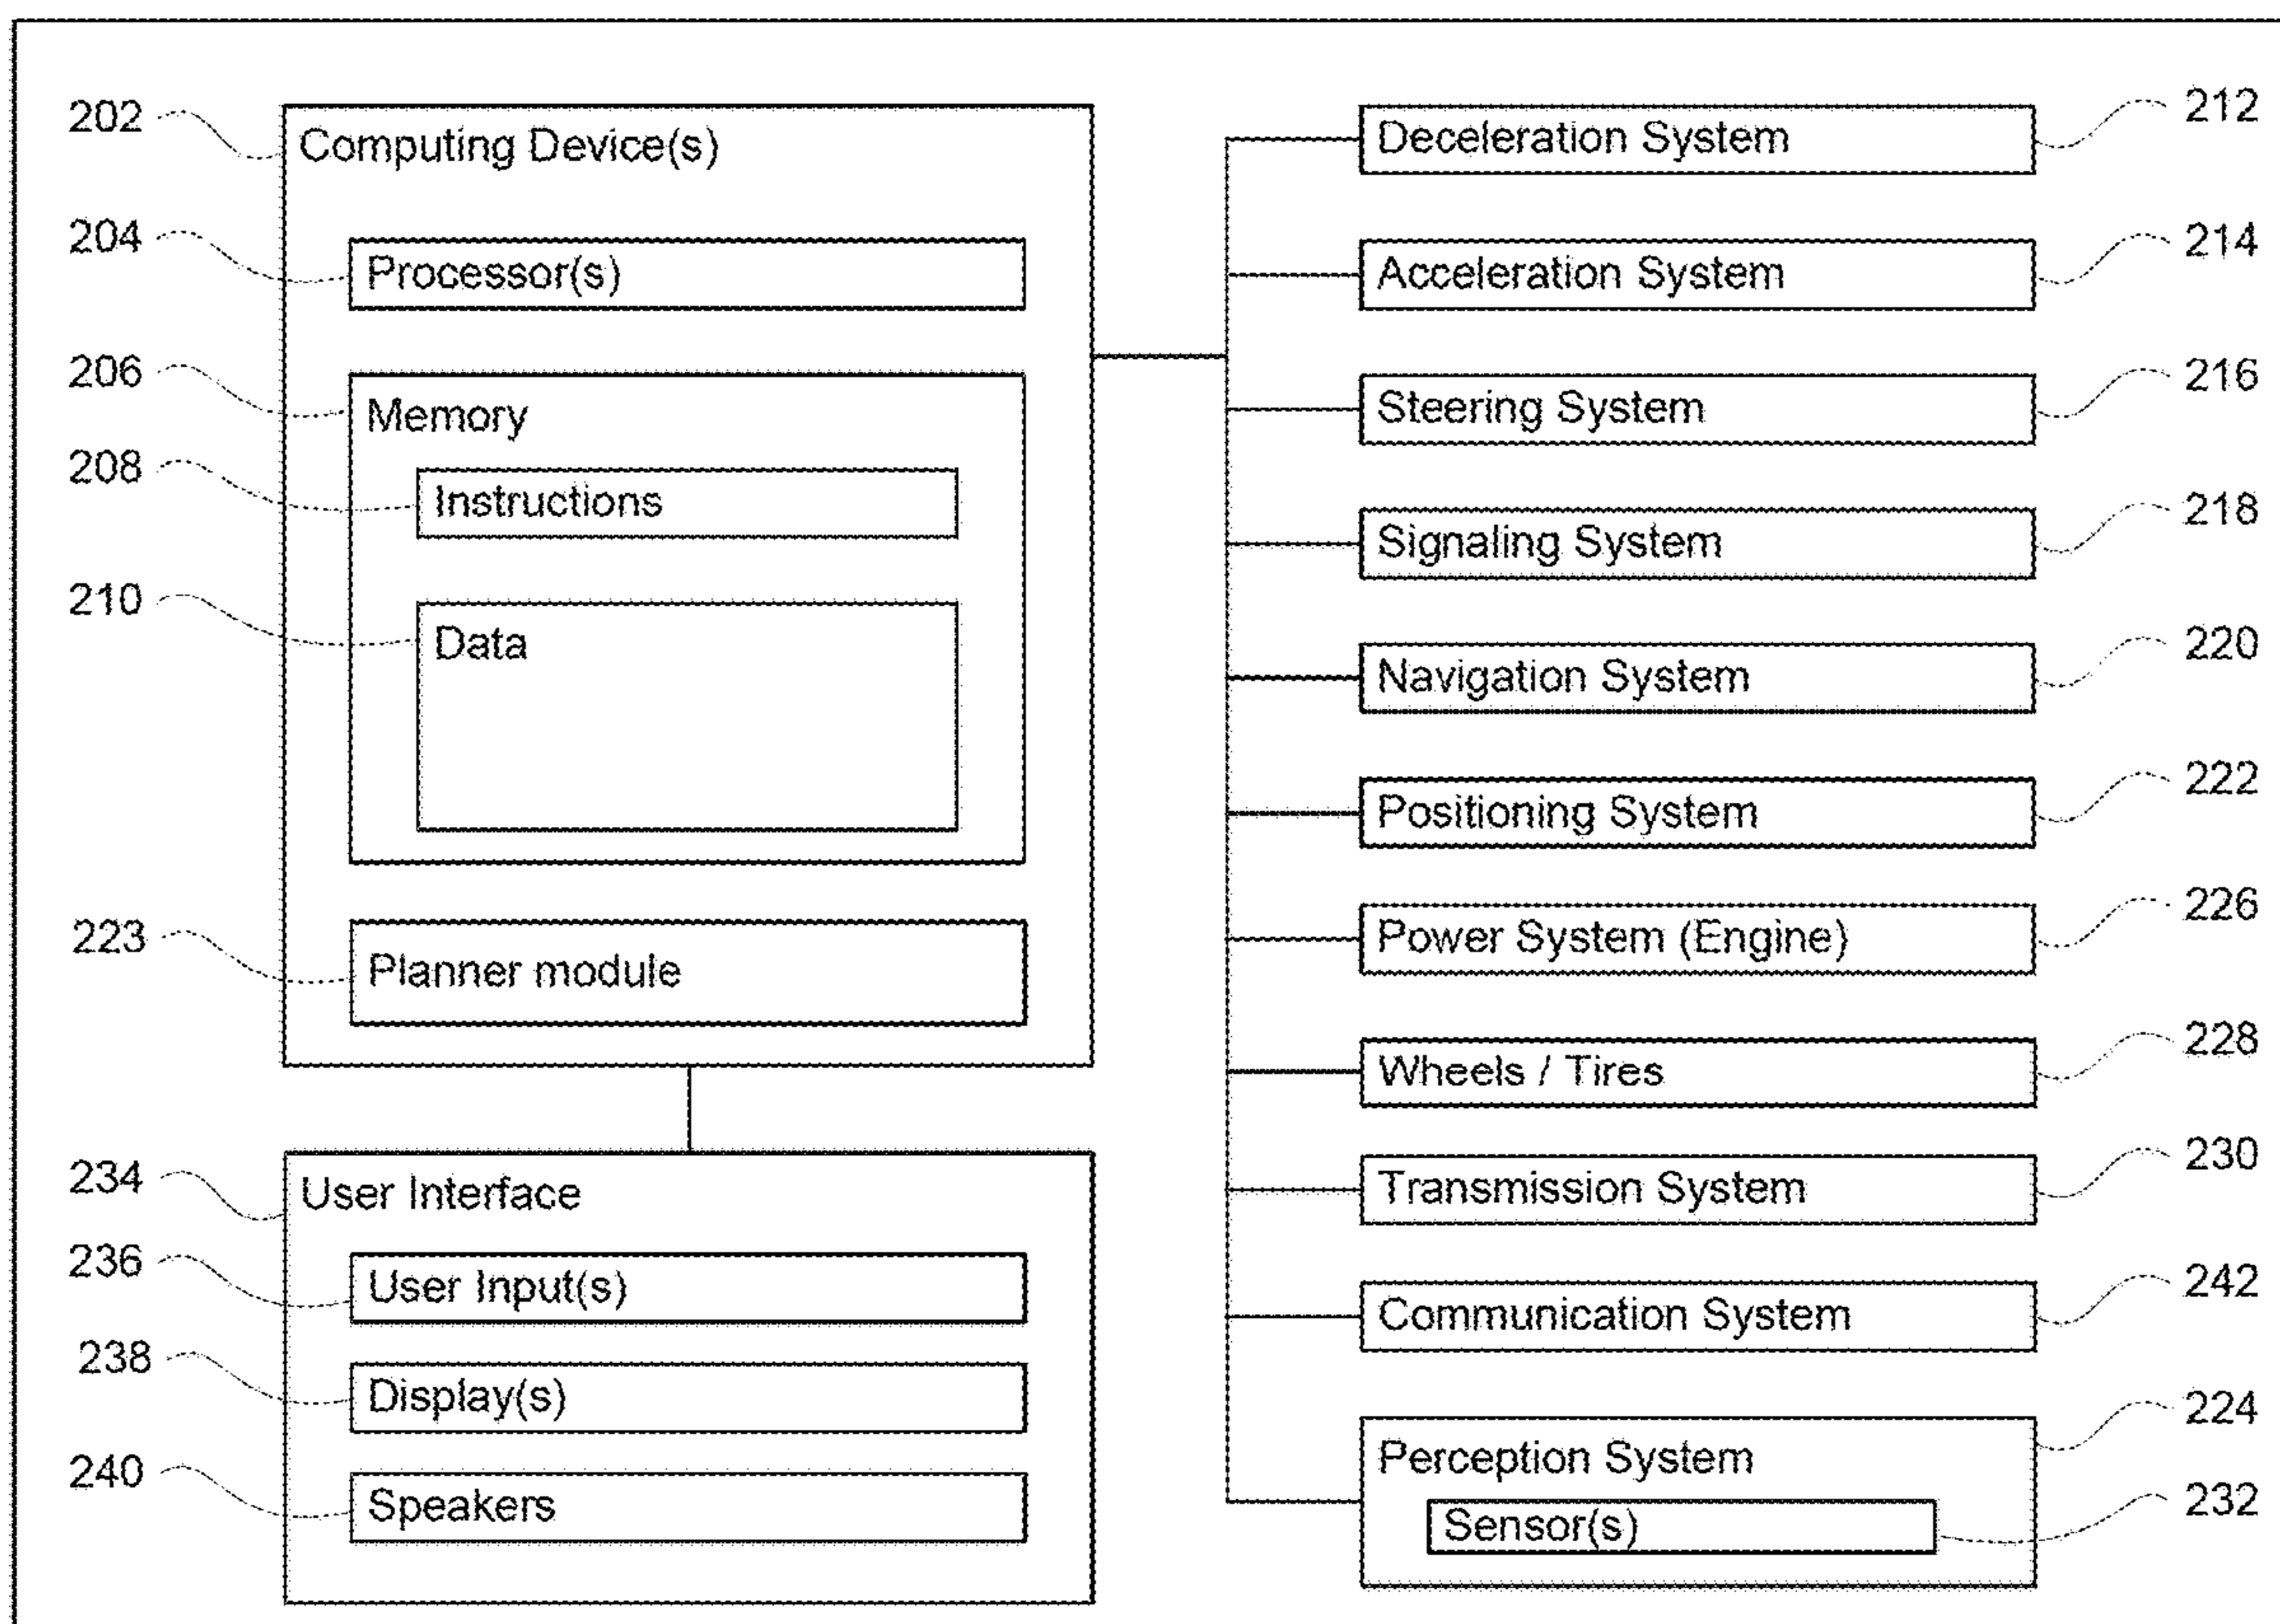 202
Computing Device(s)
204
Processor(s)
206
Memory
208
Instructions
210
Data
223
Planner module
234
User Interface
236
User Input(s)
238
Display(s)
240
Speakers
Deceleration System
212
Acceleration System
214
Steering System
216
Signaling System
218
Navigation System
220
Positioning System
222
Power System (Engine)
226
Wheels / Tires
228
Transmission System
230
Communication System
242
Perception System
224
Sensor(s)
232